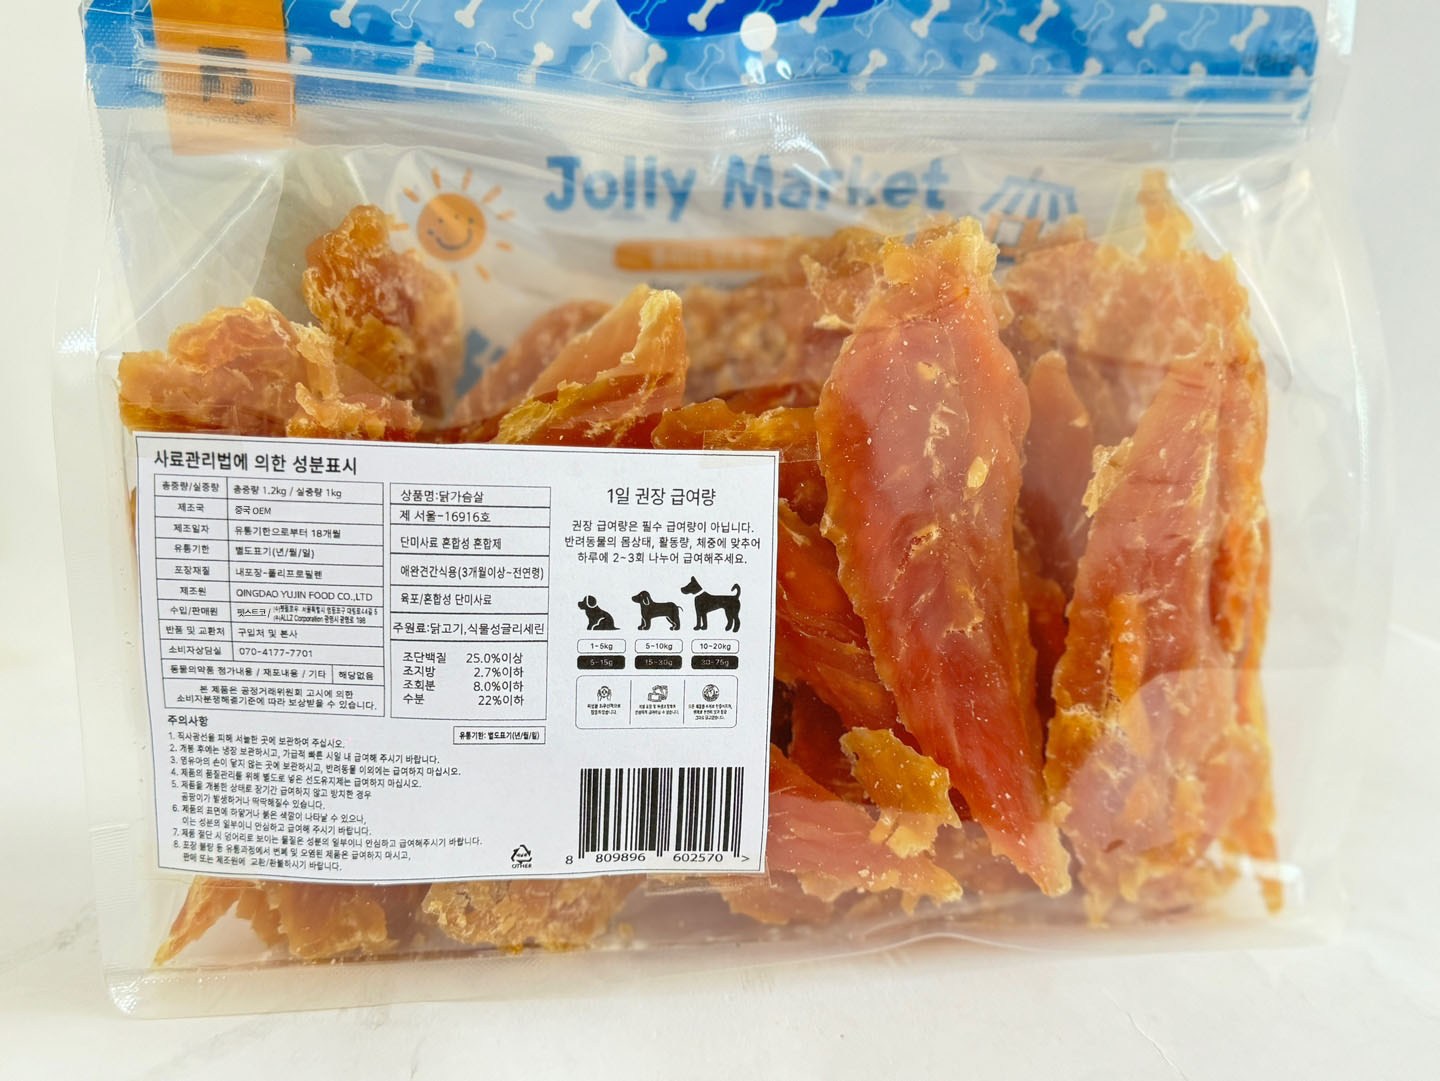 Jolly Market
사료관리법에 의한 성분표시
총중량/실중량 총중량 1.2kg / 실중량 1kg
제조국 중국 OEM
제조일자 유통기한으로부터 18개월
유통기한 별도표기(년/월/일)
포장재질 내포장-폴리프로필렌
제조원 QINGDAO YUJIN FOOD CO.,LTD
수입/판매원 펫스트코 /
반품 및 교환처 구입처 및 본사
소비자상담실 070-4177-7701
동물의약품 첨가내용 / 재포내용 / 기타 해당없음
본 제품은 공정거래위원회 고시에 의한
소비자분쟁해결기준에 따라 보상받을 수 있습니다.
상품명:닭가슴살
제 서울-16916호
단미사료 혼합성 혼합제
애완견간식용(3개월이상~전연령)
육포/혼합성 단미사료
주원료:닭고기,식물성글리세린
조단백질 25.0%이상
조지방 2.7%이하
조회분 8.0%이하
수분 22%이하
유통기한: 별도표기(년/월/일)
1일 권장 급여량
권장 급여량은 필수 급여량이 아닙니다.
반려동물의 몸상태, 활동량, 체중에 맞추어
하루에 2~3회 나누어 급여해주세요.
1~5kg 5~10kg 10~20kg
5~15g 15~30g 30~75g
주의사항
1. 직사광선을 피해 서늘한 곳에 보관하여 주십시오.
2. 개봉 후에는 냉장 보관하시고, 가급적 빠른 시일 내 급여해 주시기 바랍니다.
3. 영유아의 손이 닿지 않는 곳에 보관하시고, 반려동물 이외에는 급여하지 마십시오.
4. 제품의 품질관리를 위해 별도로 넣은 선도유지제는 급여하지 마십시오.
5. 제품을 개봉한 상태로 장기간 급여하지 않고 방치한 경우
곰팡이가 발생하거나 딱딱해질수 있습니다.
6. 제품의 표면에 하얗거나 붉은 색깔이 나타날 수 있으나,
이는 성분의 일부이니 안심하고 급여해 주시기 바랍니다.
7. 제품 절단 시 덩어리로 보이는 물질은 성분의 일부이니 안심하고 급여해주시기 바랍니다.
8. 포장 불량 등 유통과정에서 변폐 및 오염된 제품은 급여하지 마시고,
판매 또는 제조원에 교환/환불하시기 바랍니다.
OTHER
8 809896 602570 >